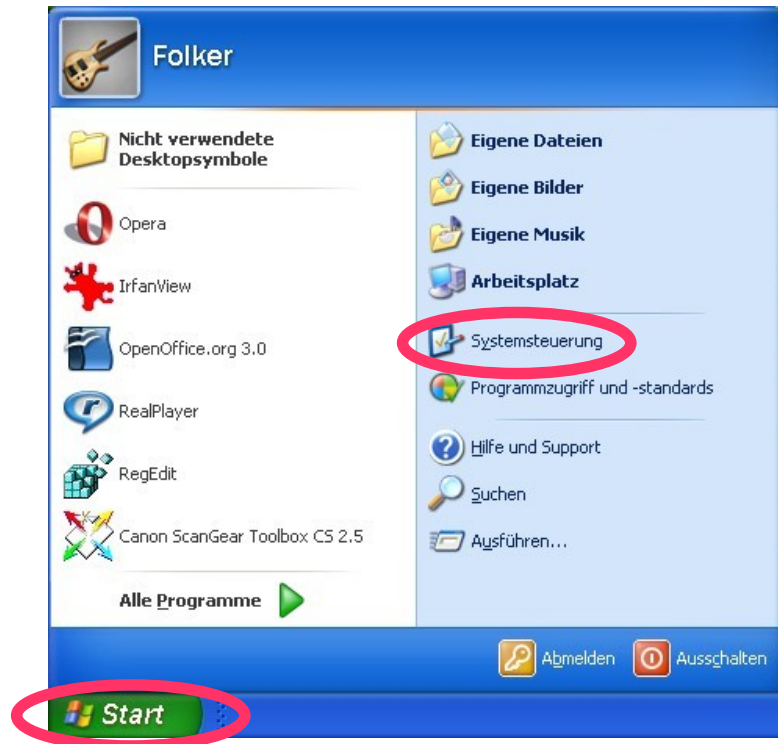 Folker
Nicht verwendete
Desktopsymbole
Opera
IrfanView
OpenOffice.org 3.0
RealPlayer
RegEdit
Canon ScanGear Toolbox CS 2.5
Alle Programme
Eigene Dateien
Eigene Bilder
Eigene Musik
Arbeitsplatz
Systemsteuerung
Programmzugriff und -standards
Hilfe und Support
Suchen
Ausführen...
Abmelden
Ausschalten
Start